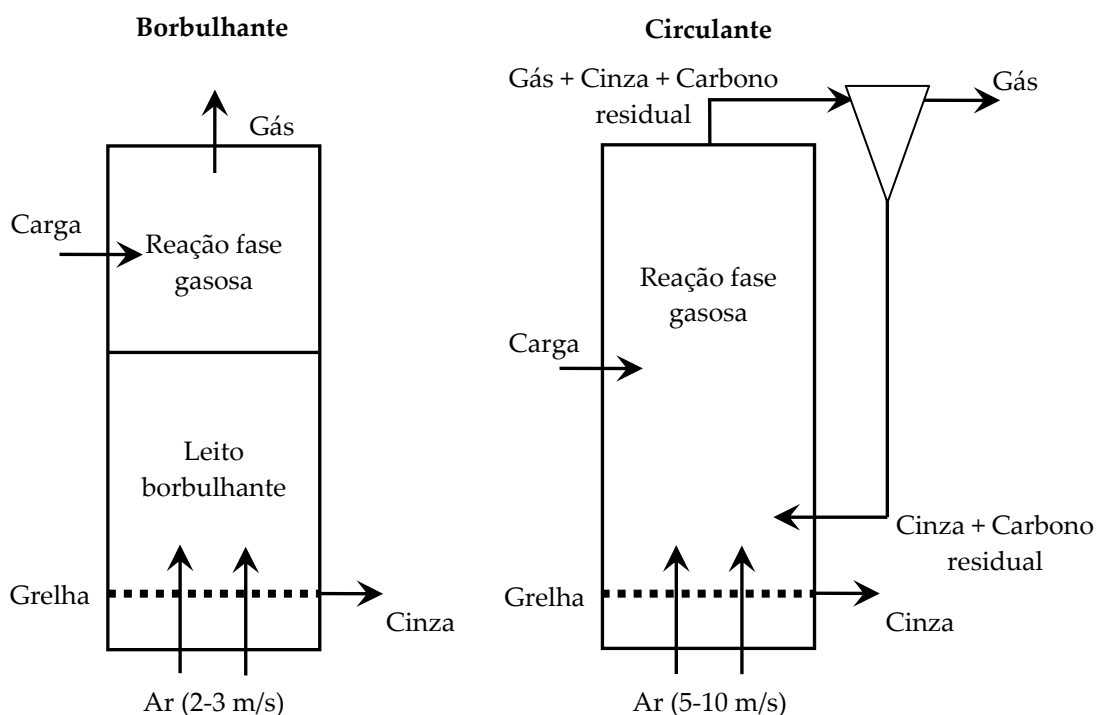 Borbulhante
Gás
Carga
Reação fase
gasosa
Leito
borbulhante
Grelha
Cinza
Ar (2-3 m/s)
Circulante
Gás + Cinza + Carbono
residual
Gás
Reação fase
gasosa
Carga
Cinza + Carbono
residual
Grelha
Cinza
Ar (5-10 m/s)